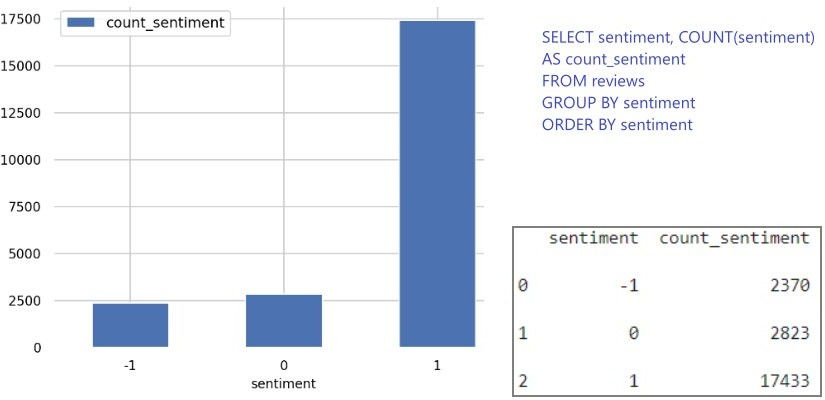 17500
count_sentiment
15000
12500
10000
7500
5000
2500
0
-1 0 1
sentiment
SELECT sentiment, COUNT(sentiment)
AS count_sentiment
FROM reviews
GROUP BY sentiment
ORDER BY sentiment
sentiment count_sentiment
0 -1 2370
1 0 2823
2 1 17433